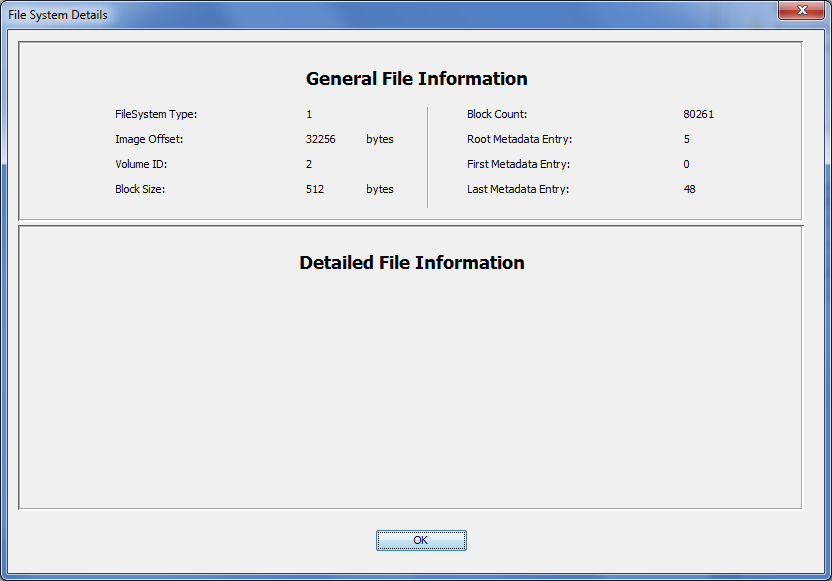 File System Details
General File Information
FileSystem Type: 1
Image Offset: 32256 bytes
Volume ID: 2
Block Size: 512 bytes
Block Count: 80261
Root Metadata Entry: 5
First Metadata Entry: 0
Last Metadata Entry: 48
Detailed File Information
OK